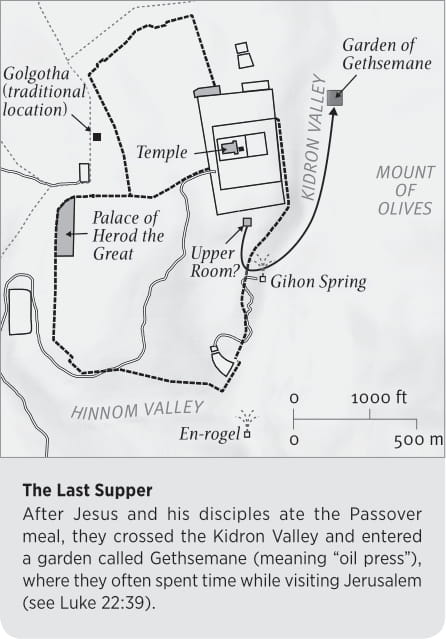 Golgotha
(traditional
location)
Garden of
Gethsemane
KIDRON VALLEY
Temple
MOUNT
OF
OLIVES
Palace of
Herod the
Great
Upper
Room?
Gihon Spring
HINNOM VALLEY
En-rogel
0 1000 ft
0 500 m
The Last Supper
After Jesus and his disciples ate the Passover
meal, they crossed the Kidron Valley and entered
a garden called Gethsemane (meaning “oil press”),
where they often spent time while visiting Jerusalem
(see Luke 22:39).